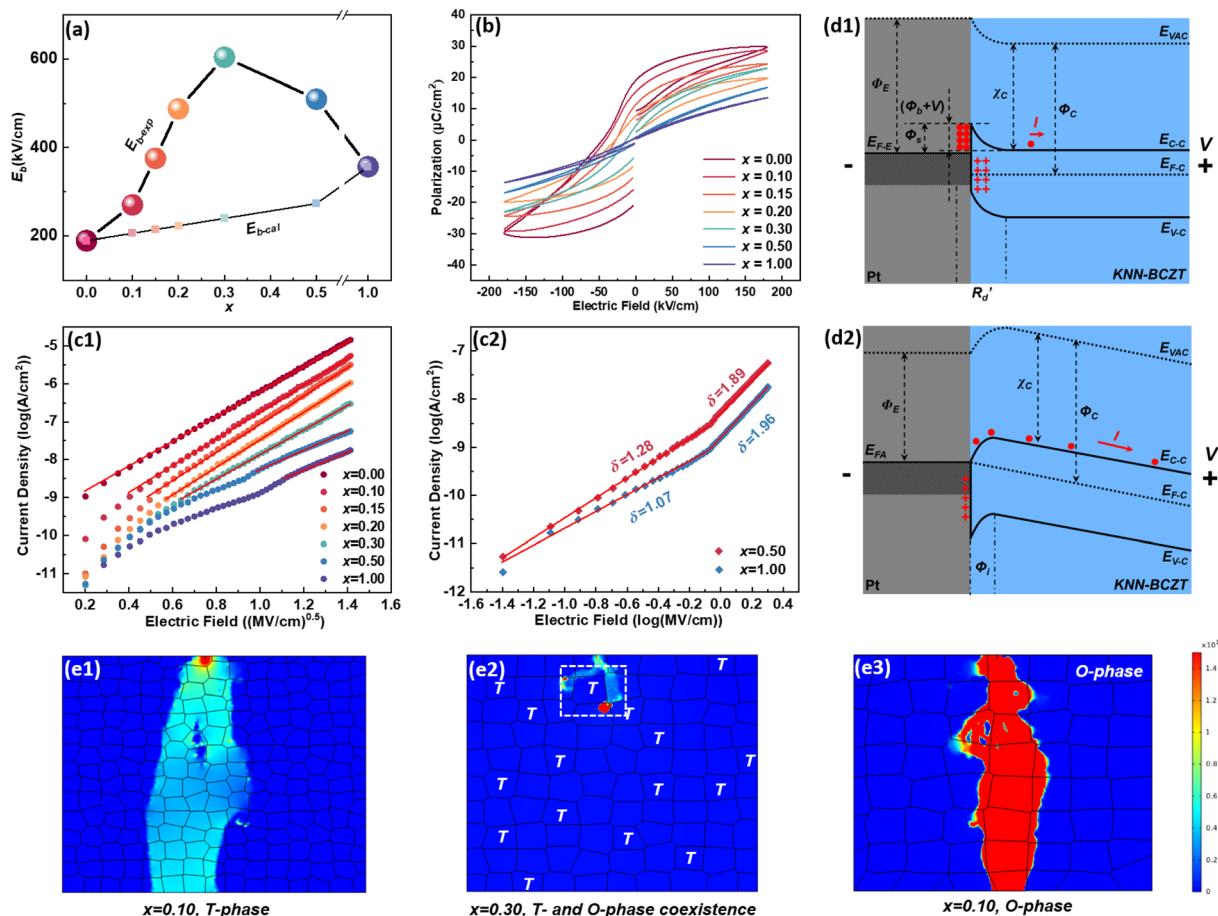 (a)
E_b(kV/cm)
600
400
200
E_b-exp
E_b-cal
0.0 0.1 0.2 0.3 0.4 0.5 1.0
x
(b)
Polarization (μC/cm²)
40
30
20
10
0
-10
-20
-30
-40
x = 0.00
x = 0.10
x = 0.15
x = 0.20
x = 0.30
x = 0.50
x = 1.00
-200 -150 -100 -50 0 50 100 150 200
Electric Field (kV/cm)
(d1)
E_VAC
Φ_E
(Φ_b+V)
χ_C
Φ_C
Φ_s
I
E_F-E
E_C-C
E_F-C
E_V-C
- V +
Pt
KNN-BCZT
R_d'
(c1)
Current Density (log(A/cm²))
-5
-6
-7
-8
-9
-10
-11
x=0.00
x=0.10
x=0.15
x=0.20
x=0.30
x=0.50
x=1.00
0.0 0.2 0.4 0.6 0.8 1.0 1.2 1.4 1.6
Electric Field ((MV/cm)^0.5)
(c2)
Current Density (log(A/cm²))
-7
-8
-9
-10
-11
-12
δ=1.89
δ=1.28
δ=1.96
δ=1.07
x=0.50
x=1.00
-1.6 -1.4 -1.2 -1.0 -0.8 -0.6 -0.4 -0.2 0.0 0.2 0.4
Electric Field (log(MV/cm))
(d2)
E_VAC
Φ_E
χ_C
Φ_C
I
E_FA
E_C-C
E_F-C
E_V-C
- V +
Φ_i
Pt
KNN-BCZT
(e1)
x=0.10, T-phase
(e2)
T
T
T
T
T
T
T
T
T
T
T
T
T
T
x=0.30, T- and O-phase coexistence
(e3)
O-phase
x=0.10, O-phase
1.4
1.2
1
0.8
0.6
0.4
0.2
0